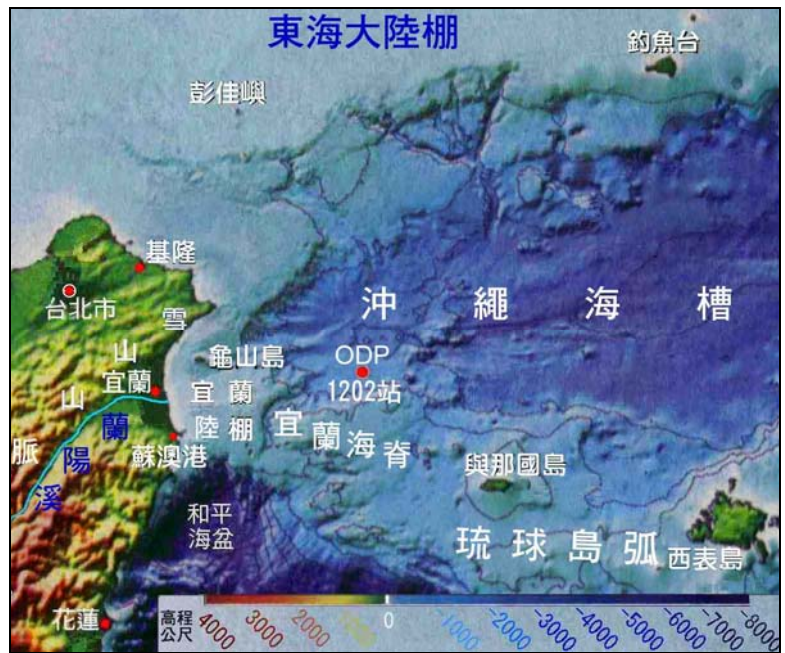 東海大陸棚
釣魚台
彭佳嶼
基隆
台北市
雪山山脈
沖繩海槽
龜山島
ODP
1202站
宜蘭
宜蘭
陸棚
宜蘭海脊
蘭陽溪
蘇澳港
與那國島
和平
海盆
琉球島弧
西表島
花蓮
高程
公尺
4000 3000 2000 0 -1000 -2000 -3000 -4000 -5000 -6000 -7000 -8000